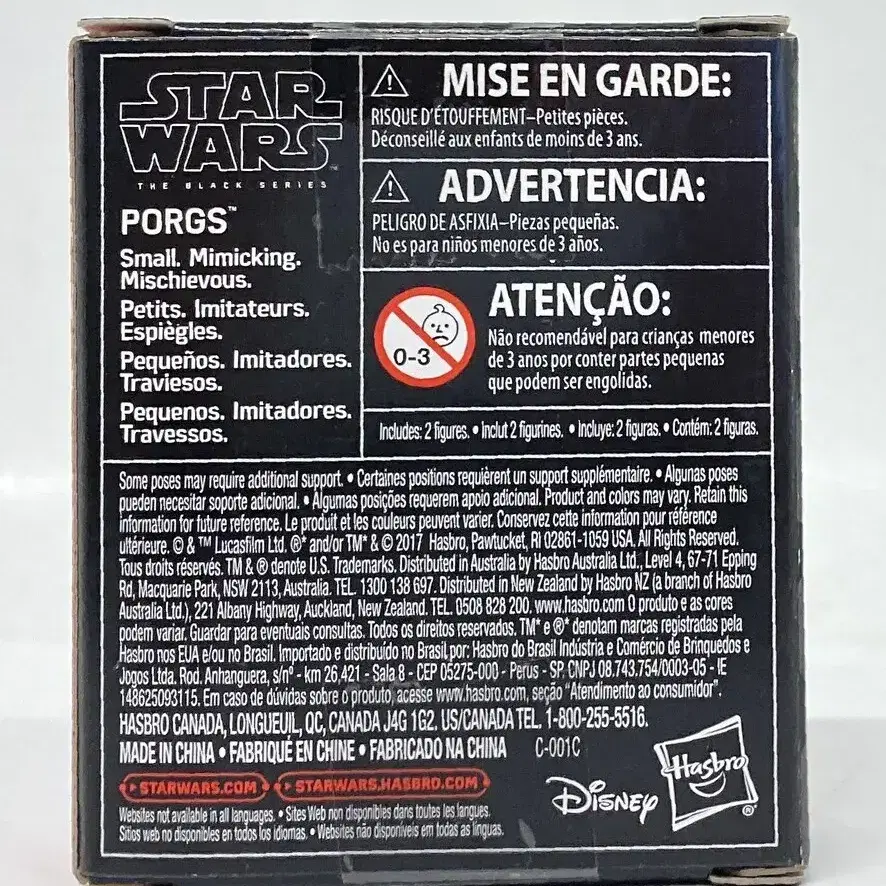 STAR
WARS
THE BLACK SERIES
PORGS™
Small. Mimicking.
Mischievous.
Petits. Imitateurs.
Espiègles.
Pequeños. Imitadores.
Traviesos.
Pequenos. Imitadores.
Travessos.
MISE EN GARDE:
RISQUE D'ÉTOUFFEMENT–Petites pièces.
Déconseillé aux enfants de moins de 3 ans.
ADVERTENCIA:
PELIGRO DE ASFIXIA–Piezas pequeñas.
No es para niños menores de 3 años.
0-3
ATENÇÃO:
Não recomendável para crianças menores
de 3 anos por conter partes pequenas
que podem ser engolidas.
Includes: 2 figures. • Inclut 2 figurines. • Incluye: 2 figuras. • Contém: 2 figuras.
Some poses may require additional support. • Certaines positions requièrent un support supplémentaire. • Algunas poses
pueden necesitar soporte adicional. • Algumas posições requerem apoio adicional. Product and colors may vary. Retain this
information for future reference. Le produit et les couleurs peuvent varier. Conservez cette information pour référence
ultérieure. © & ™ Lucasfilm Ltd. ®* and/or TM* & © 2017 Hasbro, Pawtucket, RI 02861-1059 USA. All Rights Reserved.
Tous droits réservés. TM & ® denote U.S. Trademarks. Distributed in Australia by Hasbro Australia Ltd., Level 4, 67-71 Epping
Rd, Macquarie Park, NSW 2113, Australia. TEL. 1300 138 697. Distributed in New Zealand by Hasbro NZ (a branch of Hasbro
Australia Ltd.), 221 Albany Highway, Auckland, New Zealand. TEL. 0508 828 200. www.hasbro.com O produto e as cores
podem variar. Guardar para eventuais consultas. Todos os direitos reservados. TM* e ®* denotam marcas registradas pela
Hasbro nos EUA e/ou no Brasil. Importado e distribuído no Brasil por: Hasbro do Brasil Indústria e Comércio de Brinquedos e
Jogos Ltda. Rod. Anhanguera, s/nº - km 26,421 - Sala 8 - CEP 05275-000 - Perus - SP. CNPJ 08.743.754/0003-05 - IE
148625093115. Em caso de dúvidas sobre o produto, acesse www.hasbro.com, seção "Atendimento ao consumidor".
HASBRO CANADA, LONGUEUIL, QC, CANADA J4G 1G2. US/CANADA TEL. 1-800-255-5516.
MADE IN CHINA • FABRIQUÉ EN CHINE • FABRICADO NA CHINA C-001C
STARWARS.COM • STARWARS.HASBRO.COM
Websites not available in all languages. • Sites Web non disponibles dans toutes les langues.
Sitios web no disponibles en todos los idiomas. • Websites não disponíveis em todas as línguas.
Disney
Hasbro
®